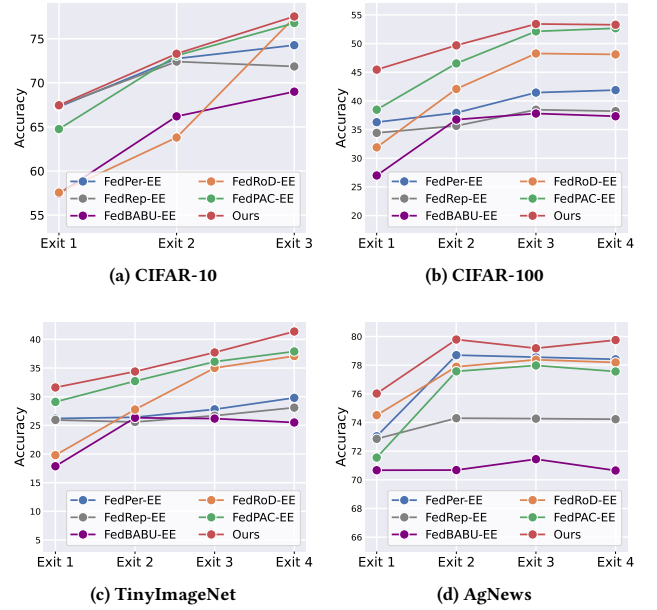 75
70
65
60
55
Accuracy
FedPer-EE
FedRep-EE
FedBABU-EE
FedRoD-EE
FedPAC-EE
Ours
Exit 1 Exit 2 Exit 3
(a) CIFAR-10
55
50
45
40
35
30
25
20
Accuracy
FedPer-EE
FedRep-EE
FedBABU-EE
FedRoD-EE
FedPAC-EE
Ours
Exit 1 Exit 2 Exit 3 Exit 4
(b) CIFAR-100
40
35
30
25
20
15
10
5
Accuracy
FedPer-EE
FedRep-EE
FedBABU-EE
FedRoD-EE
FedPAC-EE
Ours
Exit 1 Exit 2 Exit 3 Exit 4
(c) TinyImageNet
80
78
76
74
72
70
68
66
Accuracy
FedPer-EE
FedRep-EE
FedBABU-EE
FedRoD-EE
FedPAC-EE
Ours
Exit 1 Exit 2 Exit 3 Exit 4
(d) AgNews